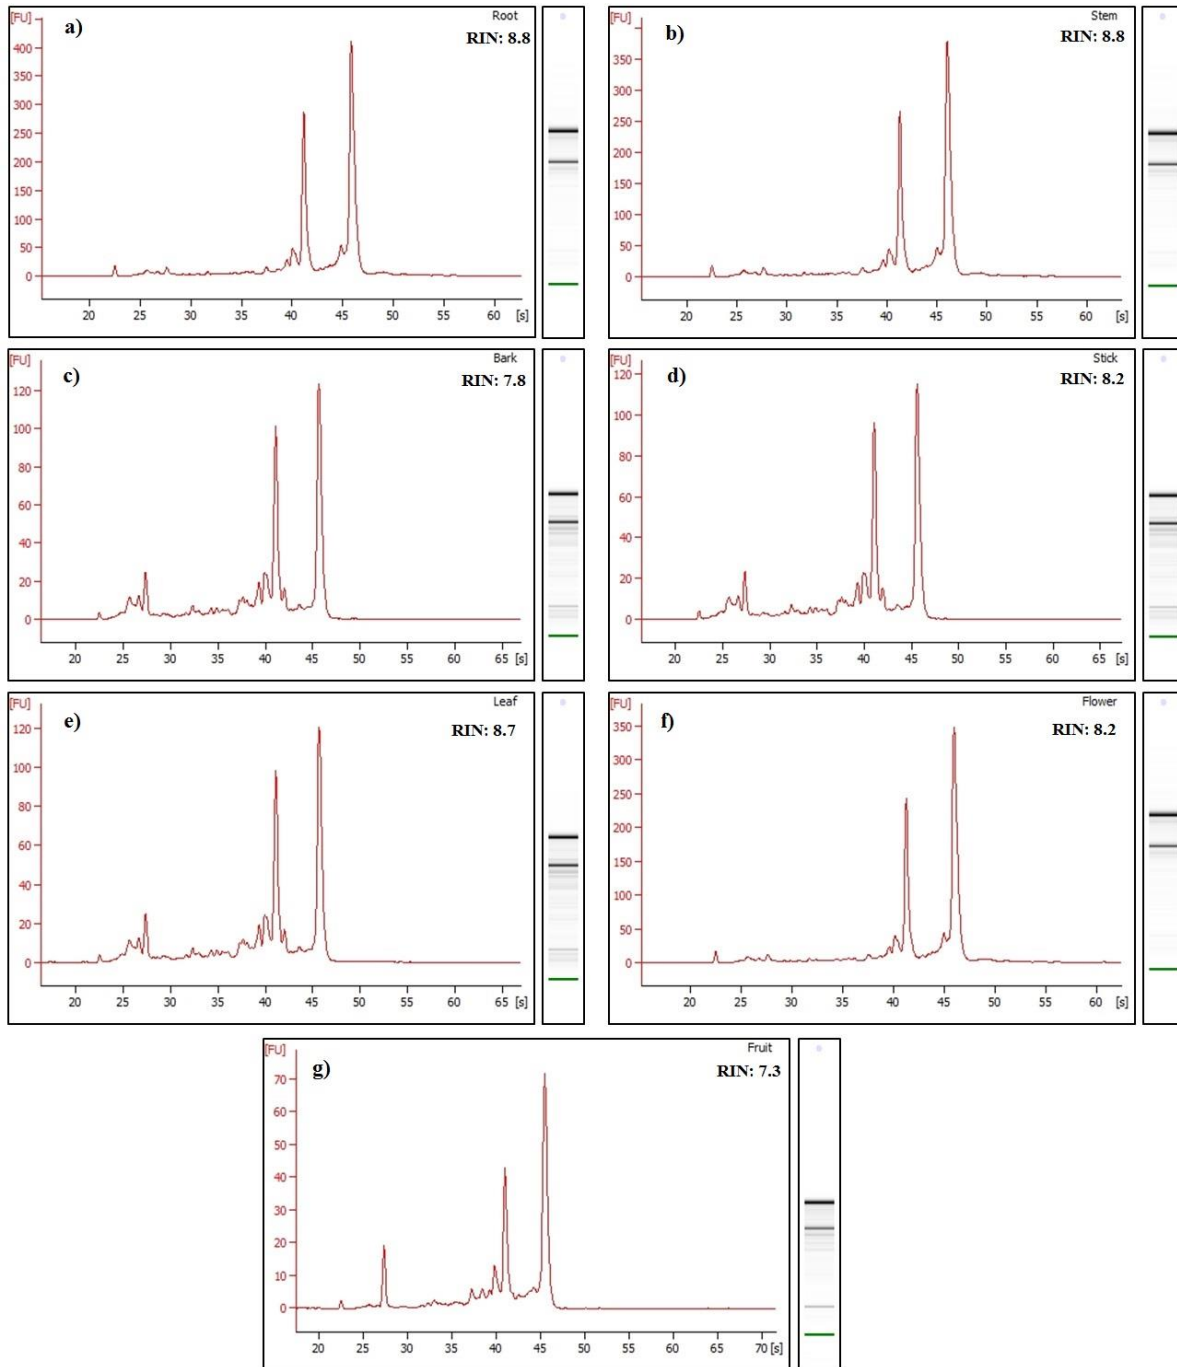 [FU] a) Root
RIN: 8.8
400
350
300
250
200
150
100
50
0
20 25 30 35 40 45 50 55 60 [s]
b) Stem
RIN: 8.8
350
300
250
200
150
100
50
0
20 25 30 35 40 45 50 55 60 [s]
[FU] c) Bark
RIN: 7.8
120
100
80
60
40
20
0
20 25 30 35 40 45 50 55 60 65 [s]
[FU] d) Stick
RIN: 8.2
120
100
80
60
40
20
0
20 25 30 35 40 45 50 55 60 65 [s]
[FU] e) Leaf
RIN: 8.7
120
100
80
60
40
20
0
20 25 30 35 40 45 50 55 60 65 [s]
[FU] f) Flower
RIN: 8.2
350
300
250
200
150
100
50
0
20 25 30 35 40 45 50 55 60 [s]
[FU] g) Fruit
RIN: 7.3
70
60
50
40
30
20
10
0
20 25 30 35 40 45 50 55 60 65 70 [s]